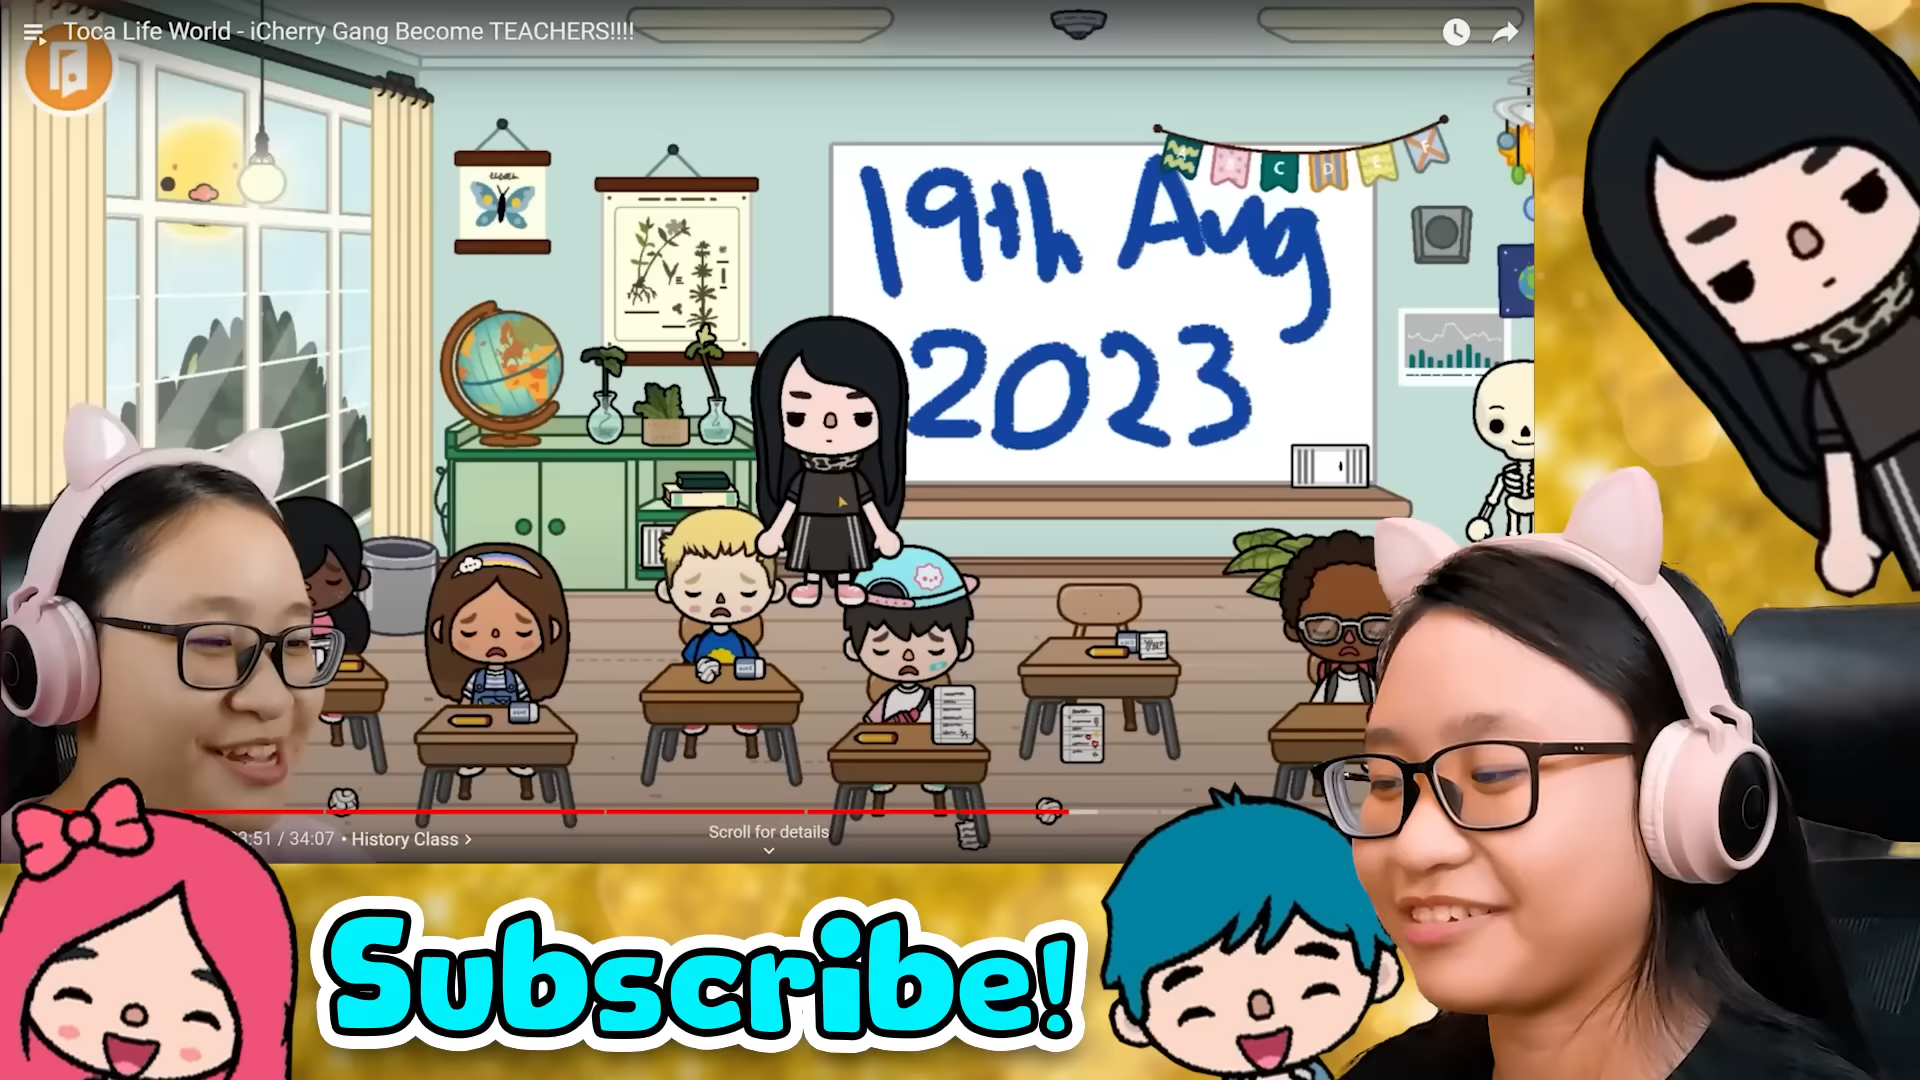 Toca Life World - iCherry Gang Become TEACHERS!!!!
A B C D E F
19th Aug
2023
3:51 / 34:07 • History Class >
Scroll for details
Subscribe!